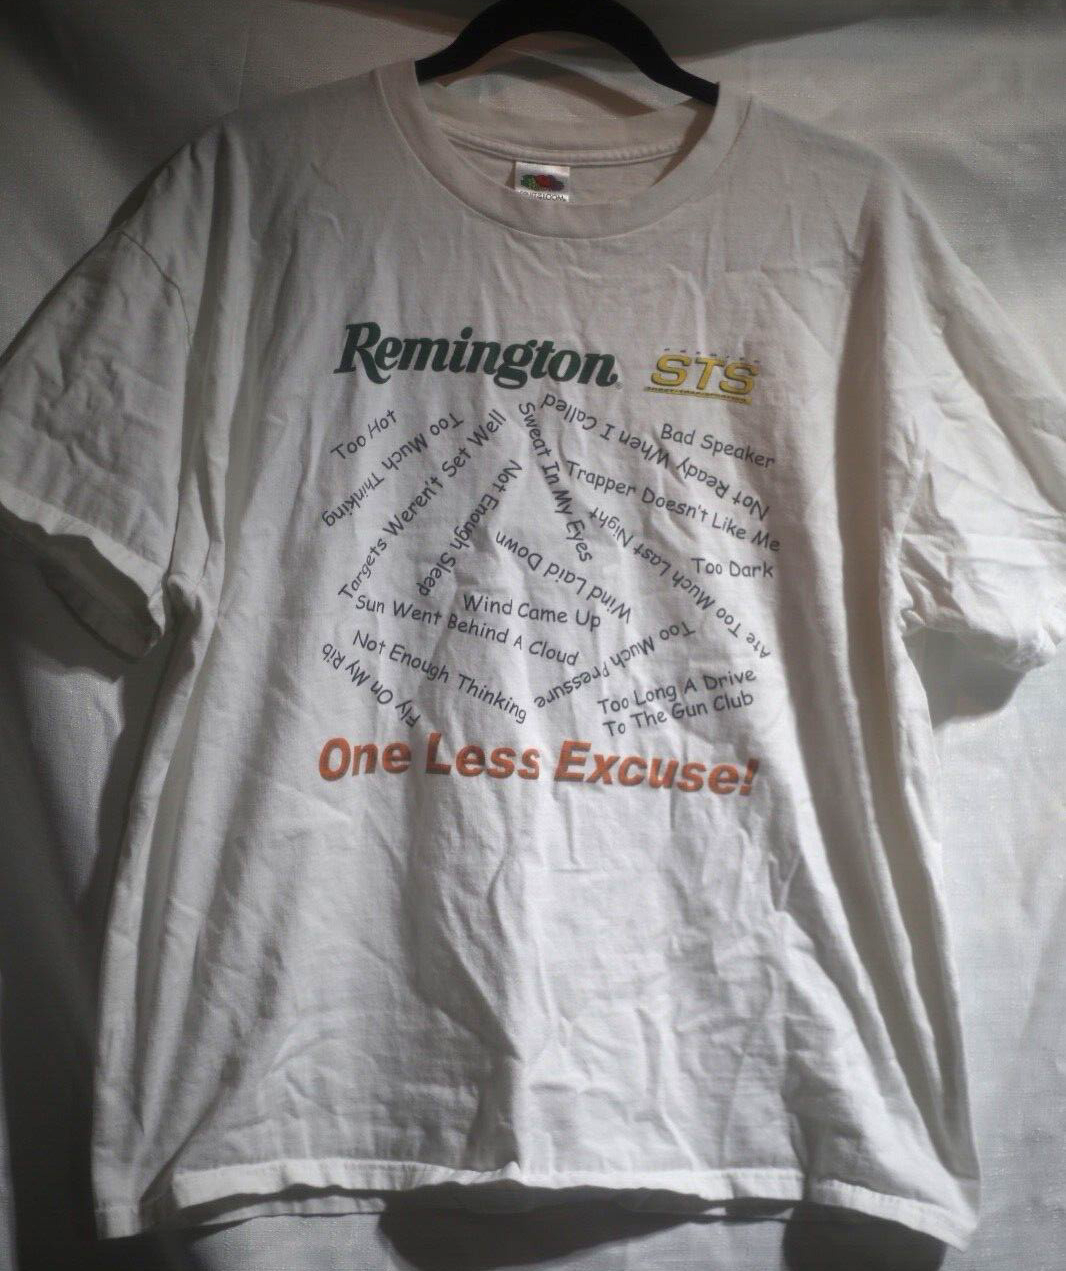 Remington
STS
Too Hot
Too Much Thinking
Targets Weren't Set Well
Not Enough Sleep
Sweat In My Eyes
Not Ready When I Called
Bad Speaker
Trapper Doesn't Like Me
Ate Too Much Last Night
Too Dark
Wind Laid Down
Wind Came Up
Sun Went Behind A Cloud
Not Enough Thinking
Fly On My Rib
Too Much Pressure
Too Long A Drive
To The Gun Club
One Less Excuse!